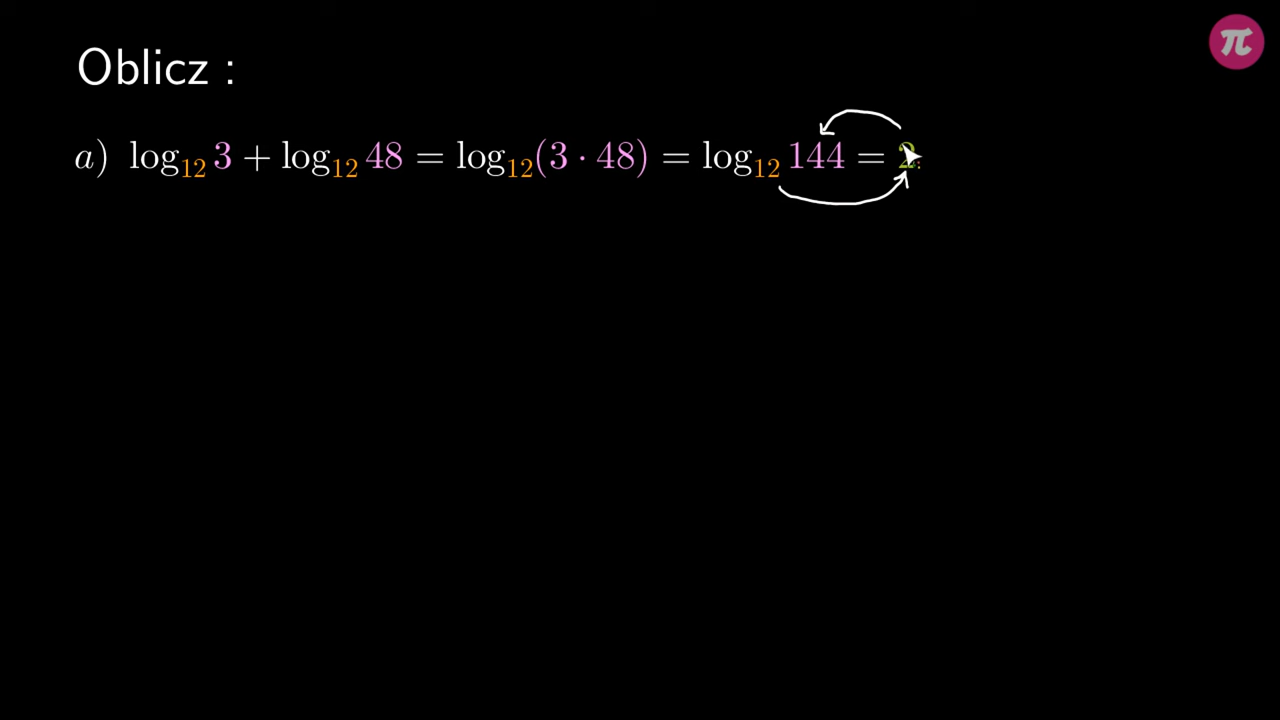 Oblicz :
a) log₁₂ 3 + log₁₂ 48 = log₁₂(3 · 48) = log₁₂ 144 = 2
π